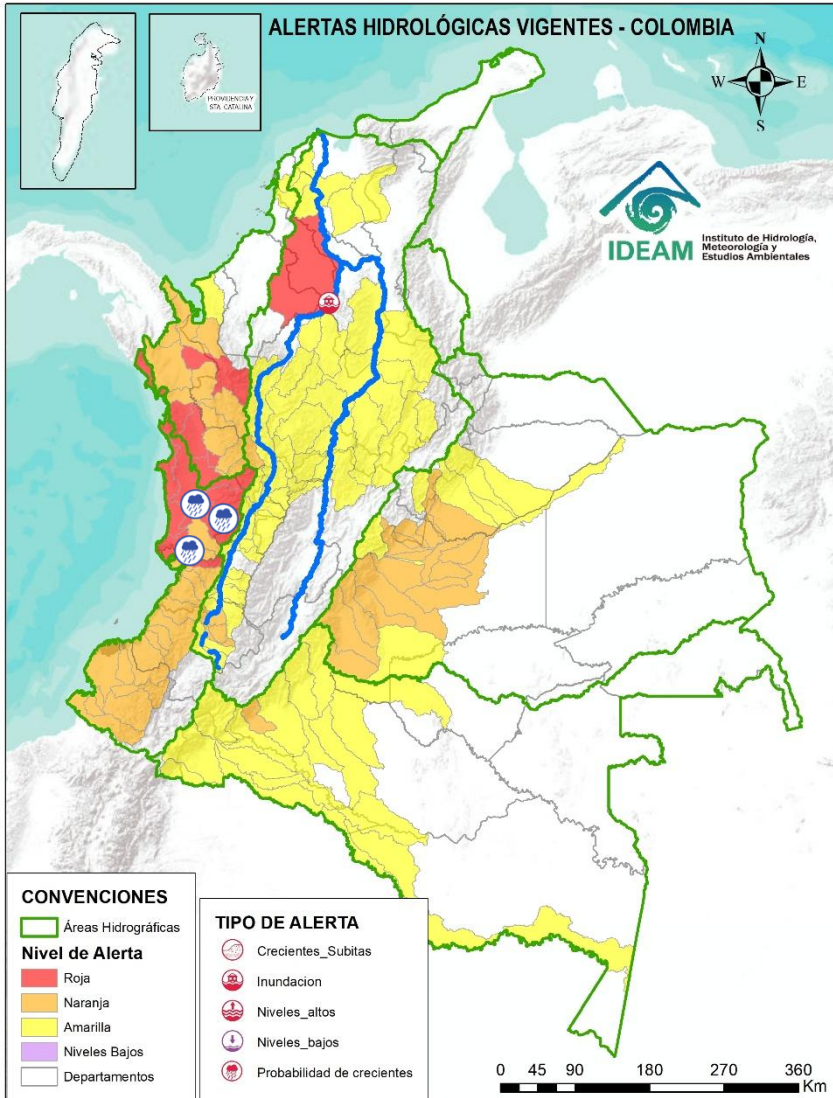 ALERTAS HIDROLÓGICAS VIGENTES - COLOMBIA
PROVIDENCIA Y
STA. CATALINA
N
W
E
S
IDEAM
Instituto de Hidrología,
Meteorología y
Estudios Ambientales
CONVENCIONES
Áreas Hidrográficas
Nivel de Alerta
Roja
Naranja
Amarilla
Niveles Bajos
Departamentos
TIPO DE ALERTA
Crecientes_Subitas
Inundacion
Niveles_altos
Niveles_bajos
Probabilidad de crecientes
0 45 90 180 270 360
Km